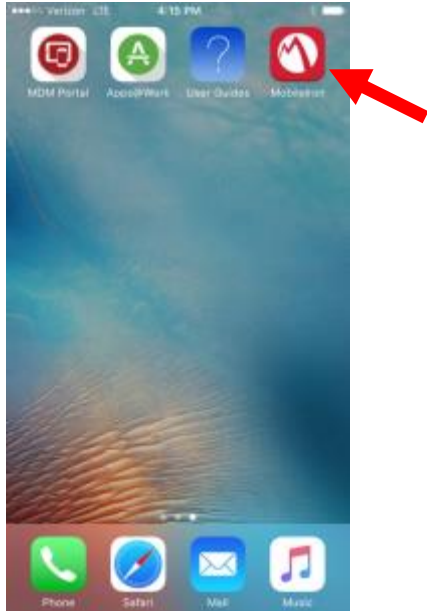 Verizon LTE 4:15 PM
MDM Portal Apps@Work User Guides MobileIron
Phone Safari Mail Music